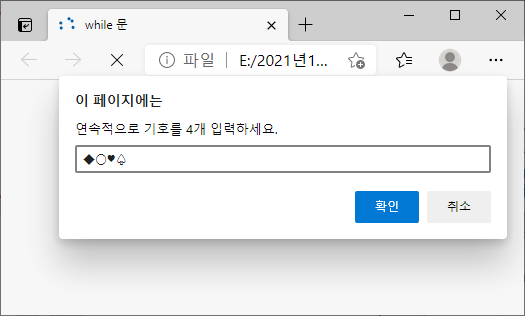 while 문
파일 E:/2021년1...
이 페이지에는
연속적으로 기호를 4개 입력하세요.
◆○♥♤
확인 취소